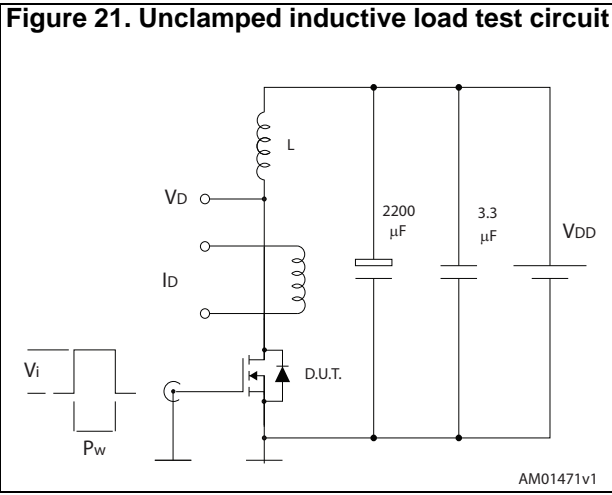 Figure 21. Unclamped inductive load test circuit
L
VD
2200
μF
3.3
μF
VDD
ID
Vi
D.U.T.
Pw
AM01471v1